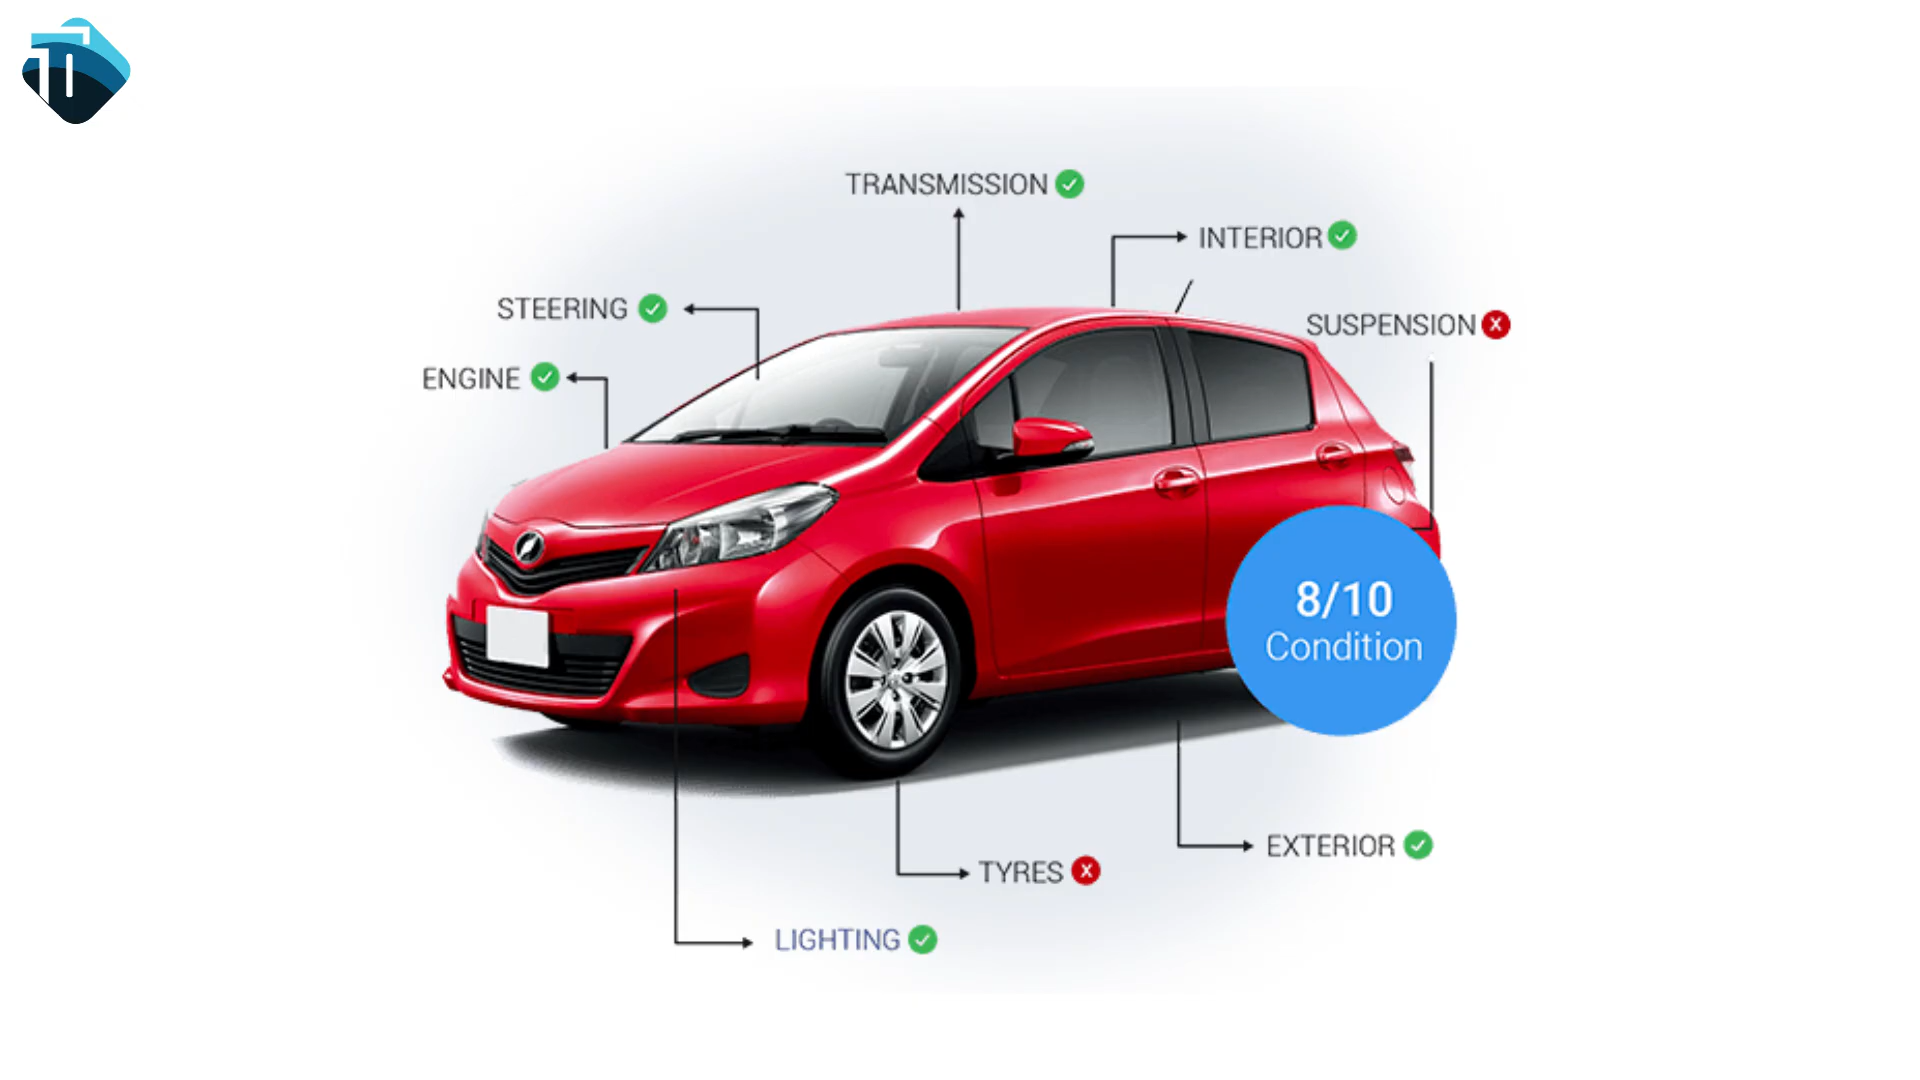 TRANSMISSION
INTERIOR
STEERING
SUSPENSION X
ENGINE
8/10
Condition
EXTERIOR
TYRES X
LIGHTING